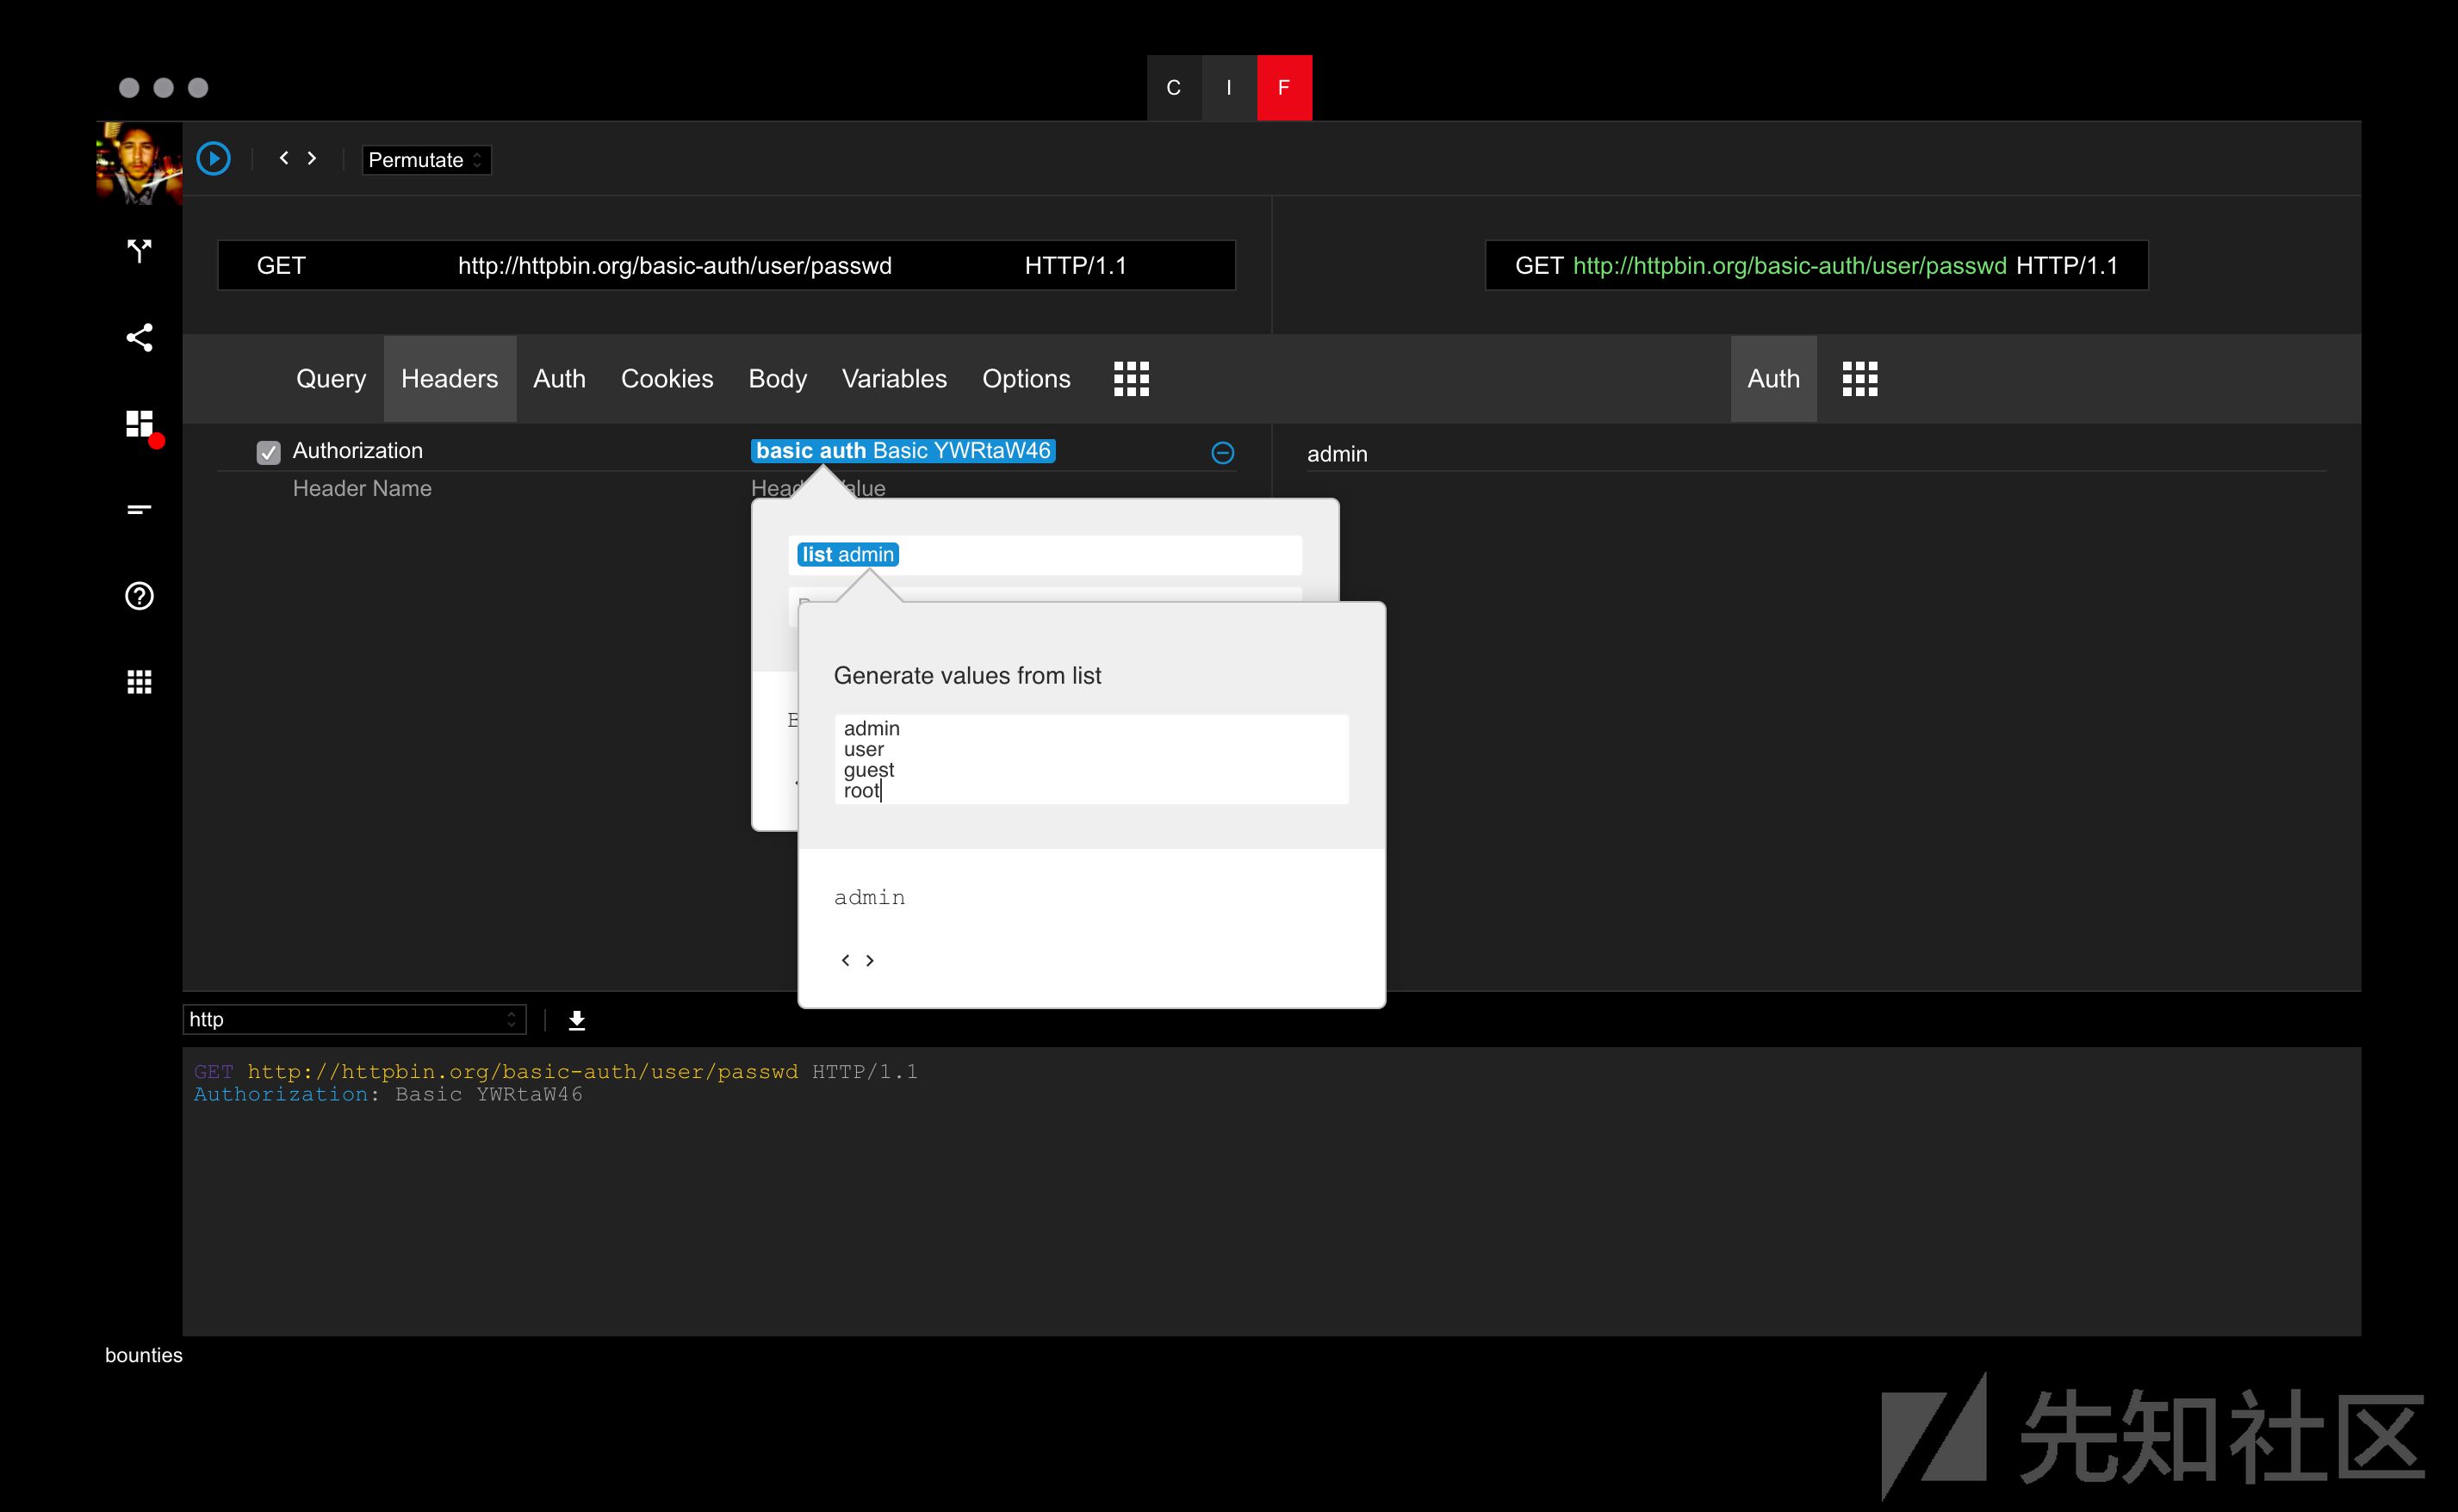 C I F
Permutate
GET http://httpbin.org/basic-auth/user/passwd HTTP/1.1
GET http://httpbin.org/basic-auth/user/passwd HTTP/1.1
Query Headers Auth Cookies Body Variables Options
Auth
Authorization basic auth Basic YWRtaW46
admin
Header Name
list admin
Generate values from list
admin
user
guest
root
admin
http
GET http://httpbin.org/basic-auth/user/passwd HTTP/1.1
Authorization: Basic YWRtaW46
bounties
先知社区